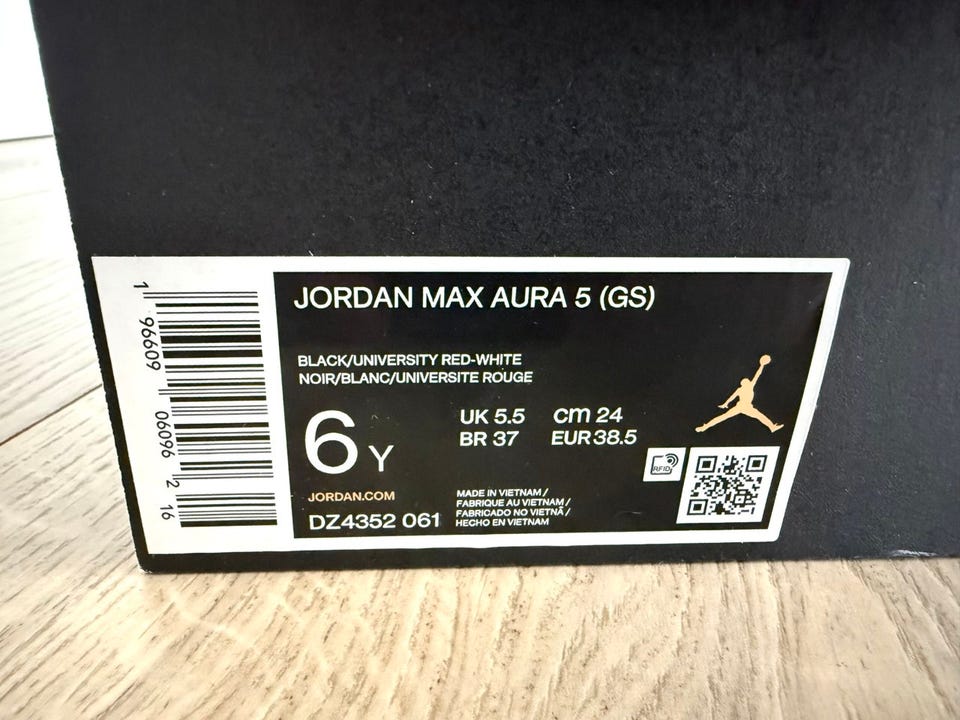 1 96609 06096 2 16
JORDAN MAX AURA 5 (GS)
BLACK/UNIVERSITY RED-WHITE
NOIR/BLANC/UNIVERSITE ROUGE
6 Y
UK 5.5 cm 24
BR 37 EUR 38.5
RFID
JORDAN.COM
DZ4352 061
MADE IN VIETNAM /
FABRIQUE AU VIETNAM /
FABRICADO NO VIETNÃ /
HECHO EN VIETNAM